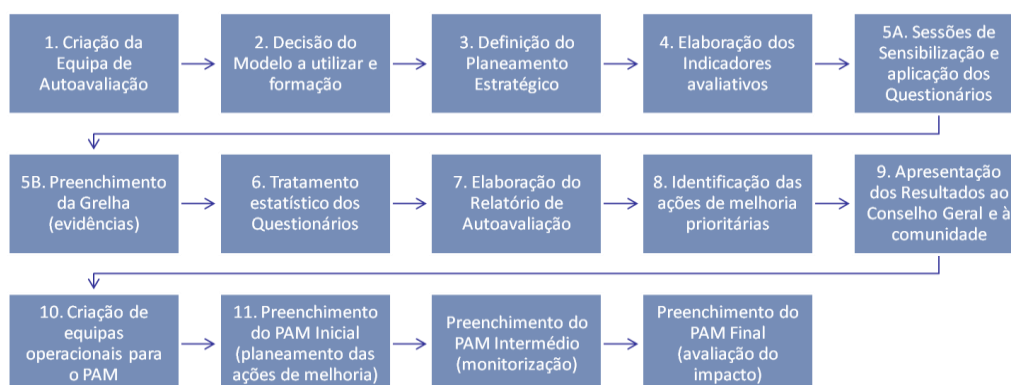 1. Criação da
Equipa de
Autoavaliação
2. Decisão do
Modelo a utilizar e
formação
3. Definição do
Planeamento
Estratégico
4. Elaboração dos
Indicadores
avaliativos
5A. Sessões de
Sensibilização e
aplicação dos
Questionários
5B. Preenchimento
da Grelha
(evidências)
6. Tratamento
estatístico dos
Questionários
7. Elaboração do
Relatório de
Autoavaliação
8. Identificação das
ações de melhoria
prioritárias
9. Apresentação
dos Resultados ao
Conselho Geral e à
comunidade
10. Criação de
equipas
operacionais para
o PAM
11. Preenchimento
do PAM Inicial
(planeamento das
ações de melhoria)
Preenchimento do
PAM Intermédio
(monitorização)
Preenchimento do
PAM Final
(avaliação do
impacto)